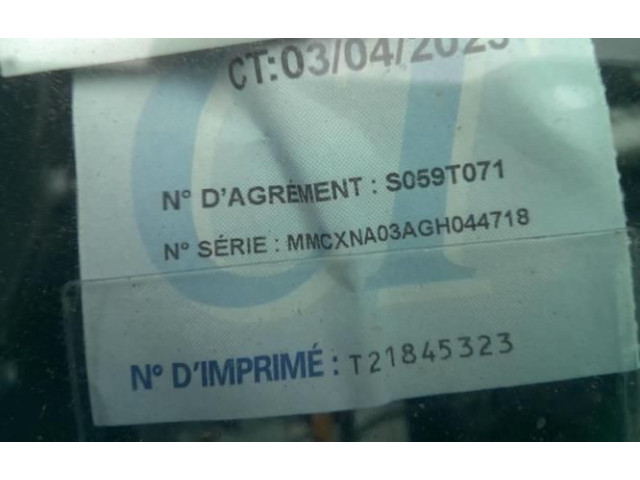 CT:03/04/2023
N° D'AGRÉMENT : S059T071
N° SÉRIE : MMCXNA03AGH044718
N° D'IMPRIMÉ : T21845323